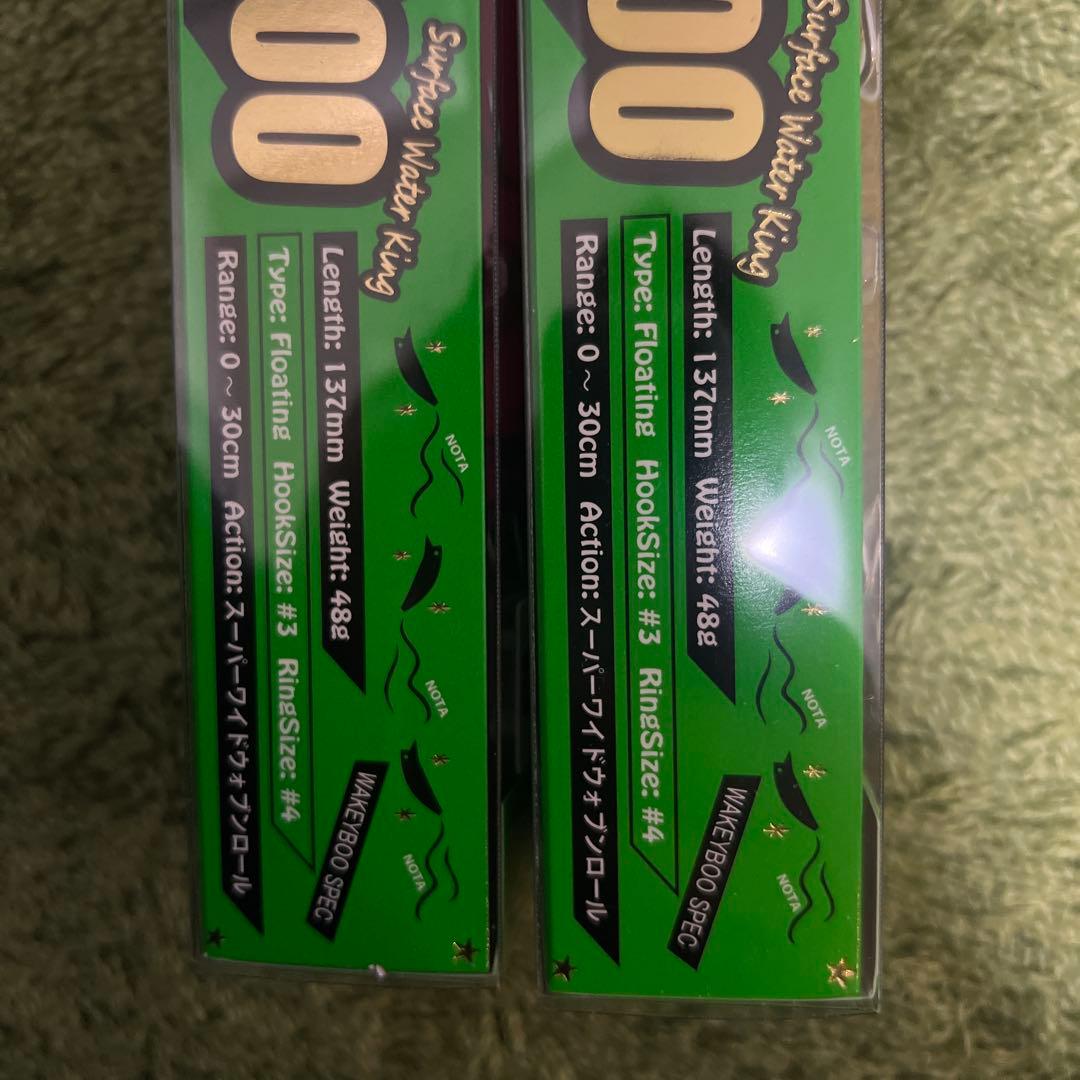 OO
Surface Water King
Length: 137mm Weight: 48g
Type: Floating HookSize: #3 RingSize: #4
Range: 0～30cm Action: スーパーワイドウォブンロール
NOTA
NOTA
NOTA
WAKEYBOO SPEC
OO
Surface Water King
Length: 137mm Weight: 48g
Type: Floating HookSize: #3 RingSize: #4
Range: 0～30cm Action: スーパーワイドウォブンロール
NOTA
NOTA
NOTA
WAKEYBOO SPEC